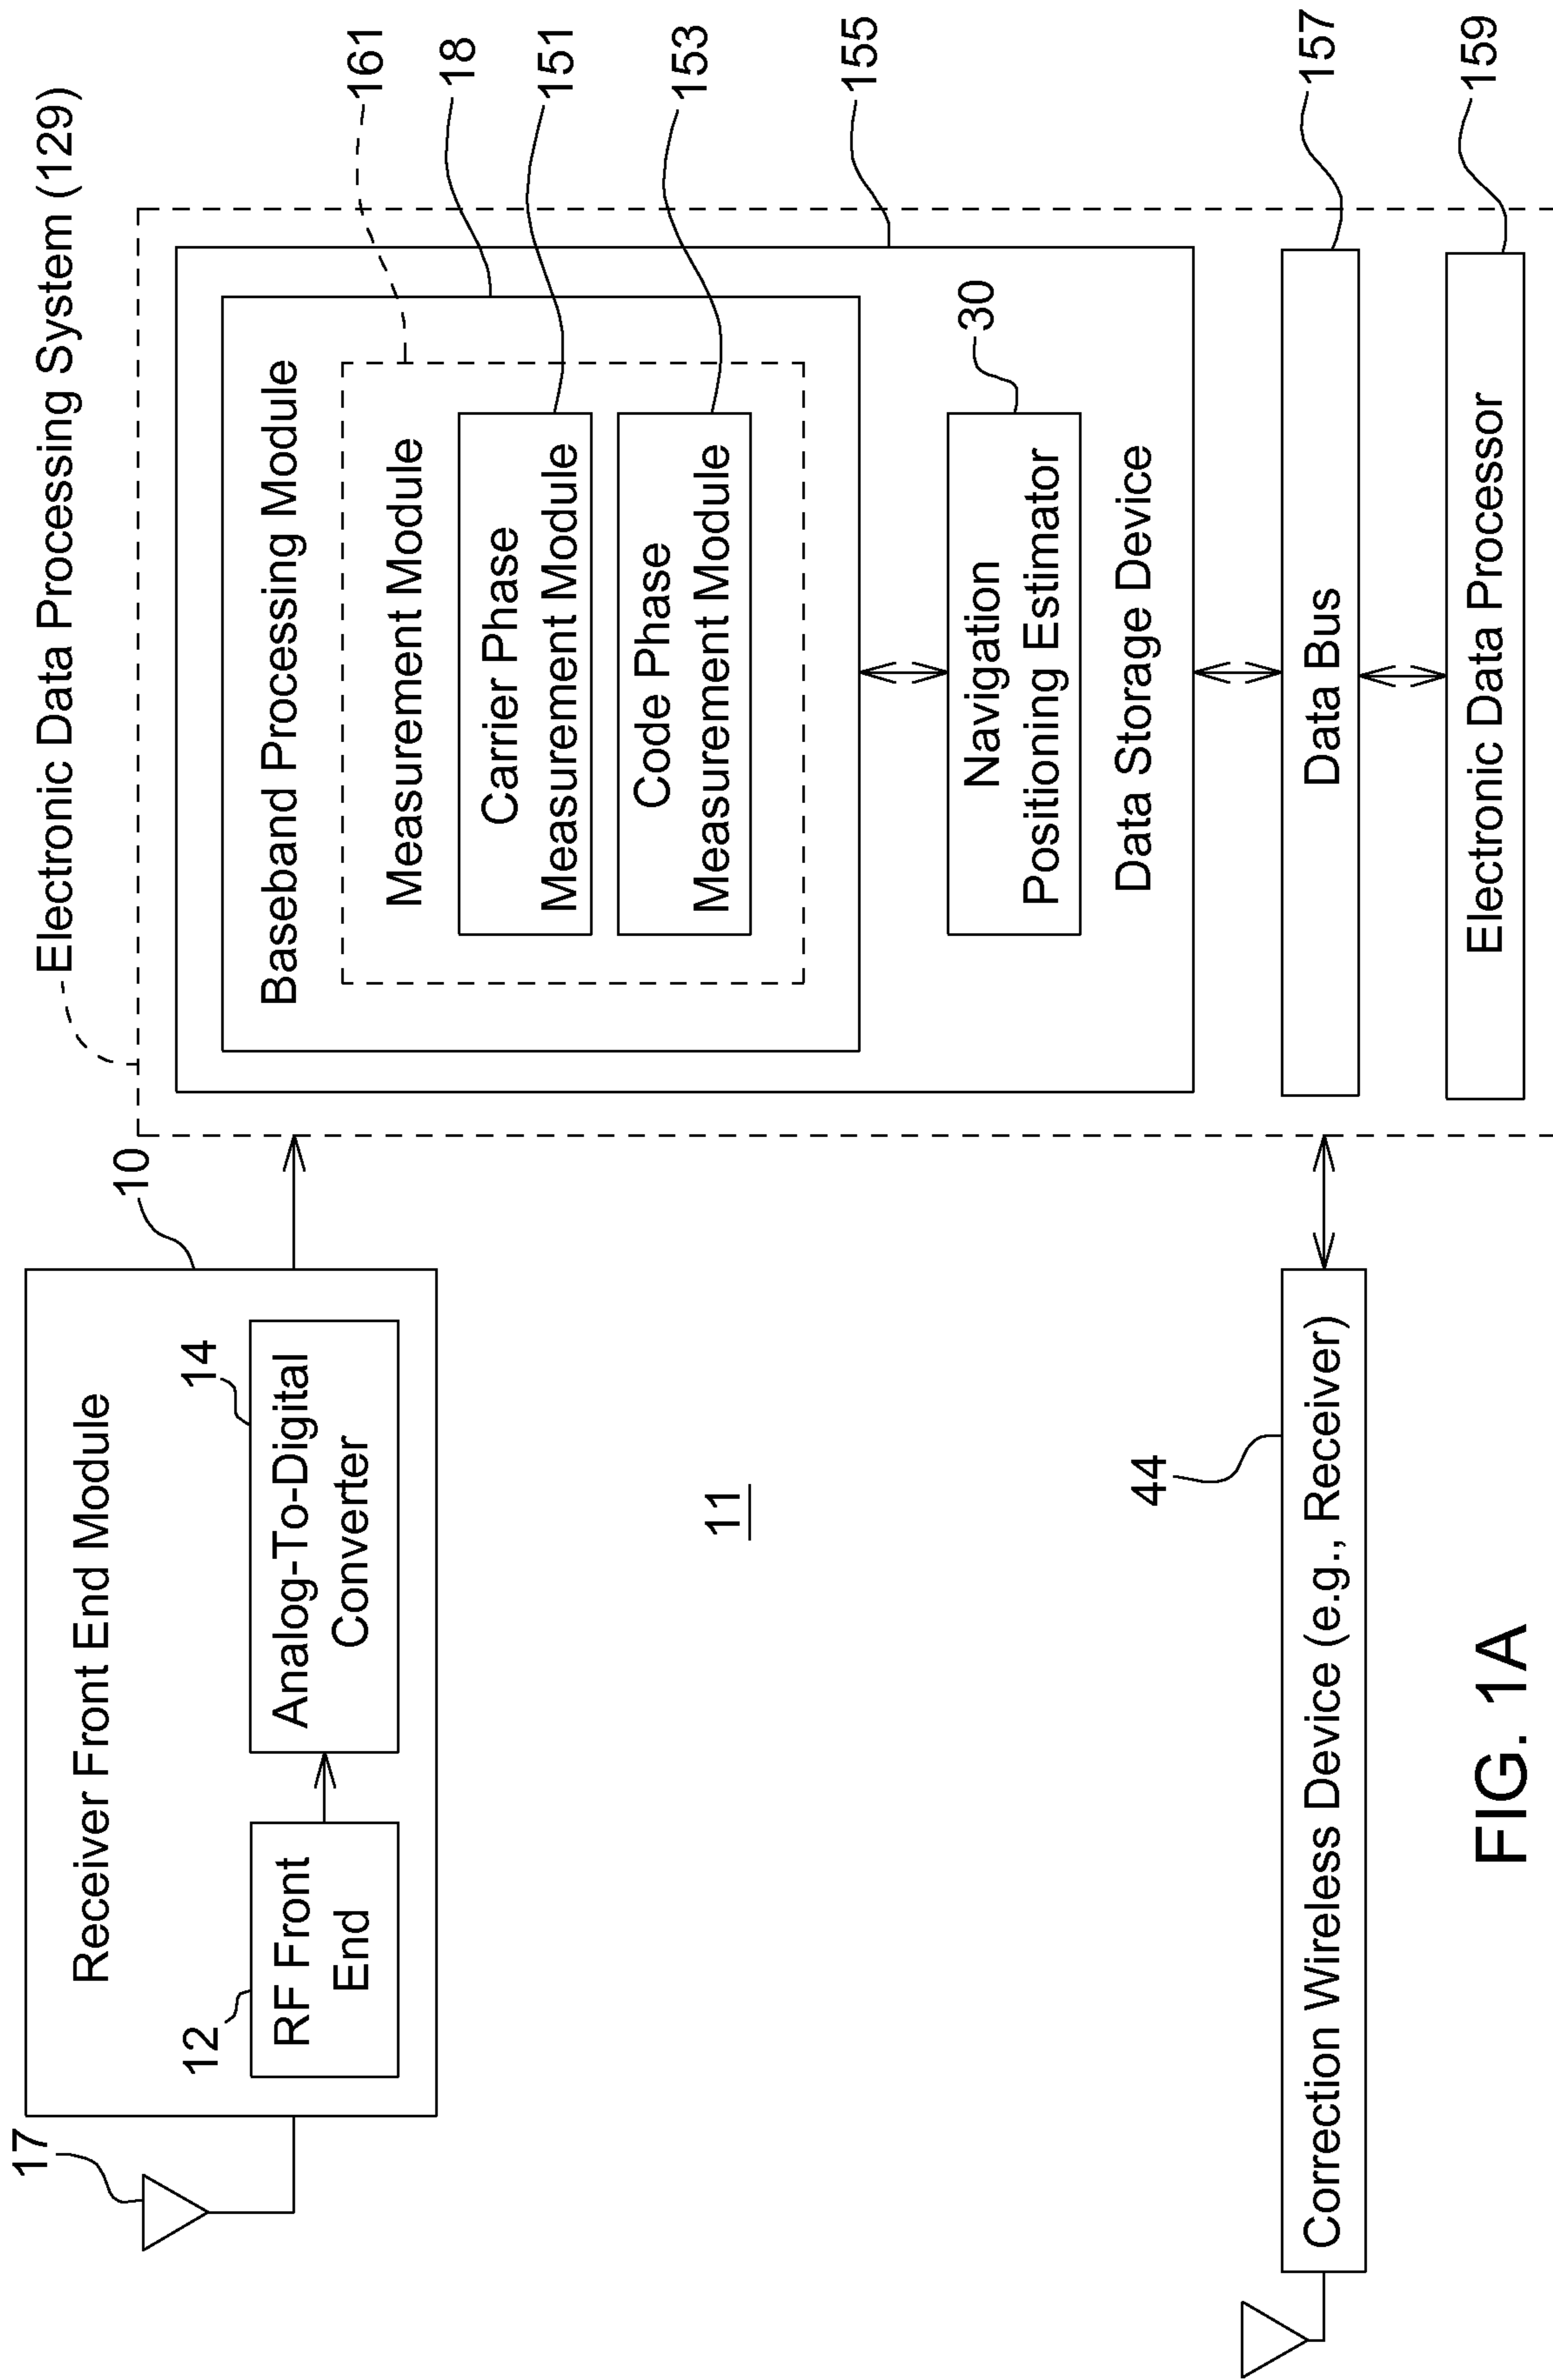 Electronic Data Processing System (129)
17
Receiver Front End Module
10
12
RF Front
End
14
Analog-To-Digital
Converter
Baseband Processing Module
Measurement Module
Carrier Phase
Measurement Module
Code Phase
Measurement Module
Navigation
Positioning Estimator
30
Data Storage Device
161
18
151
153
155
11
44
Correction Wireless Device (e.g., Receiver)
Data Bus
157
Electronic Data Processor
159
FIG. 1A